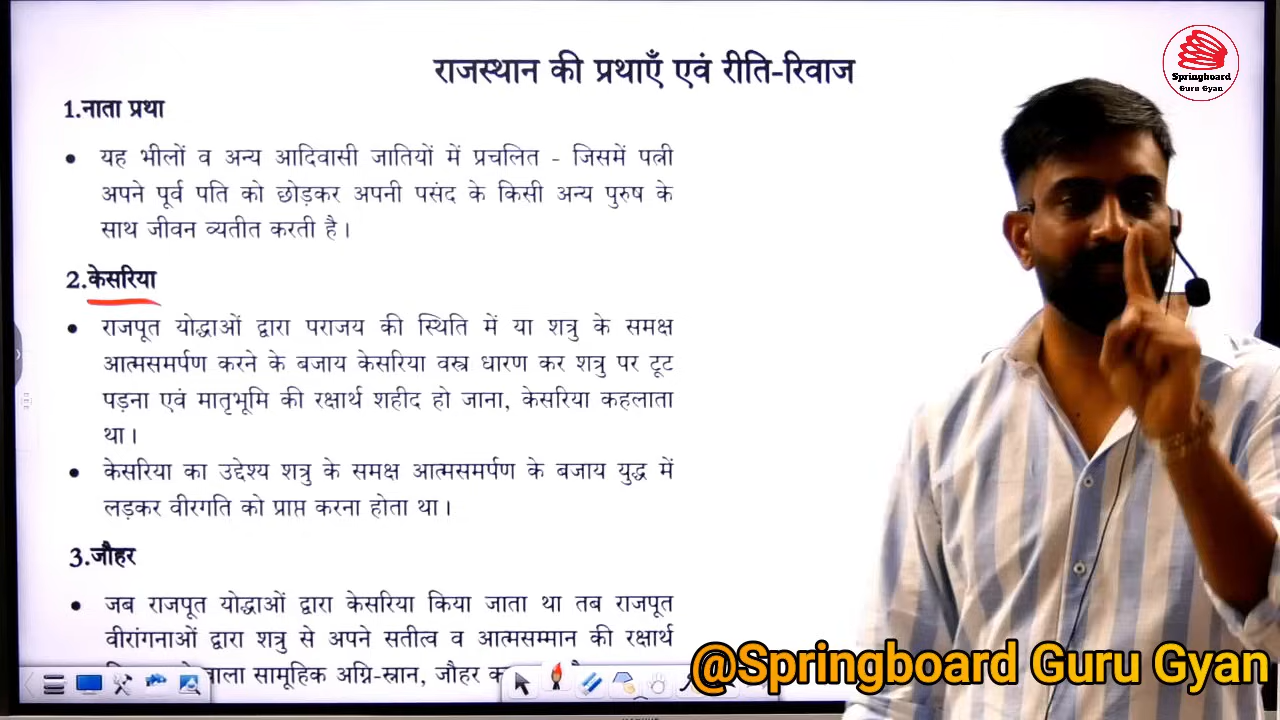 राजस्थान की प्रथाएँ एवं रीति-रिवाज
1.नाता प्रथा
• यह भीलों व अन्य आदिवासी जातियों में प्रचलित - जिसमें पत्नी
अपने पूर्व पति को छोड़कर अपनी पसंद के किसी अन्य पुरुष के
साथ जीवन व्यतीत करती है।
2.केसरिया
• राजपूत योद्धाओं द्वारा पराजय की स्थिति में या शत्रु के समक्ष
आत्मसमर्पण करने के बजाय केसरिया वस्त्र धारण कर शत्रु पर टूट
पड़ना एवं मातृभूमि की रक्षार्थ शहीद हो जाना, केसरिया कहलाता
था।
• केसरिया का उद्देश्य शत्रु के समक्ष आत्मसमर्पण के बजाय युद्ध में
लड़कर वीरगति को प्राप्त करना होता था।
3.जौहर
• जब राजपूत योद्धाओं द्वारा केसरिया किया जाता था तब राजपूत
वीरांगनाओं द्वारा शत्रु से अपने सतीत्व व आत्मसम्मान की रक्षार्थ
सामूहिक अग्नि-स्नान, जौहर
Springboard
Guru Gyan
@Springboard Guru Gyan